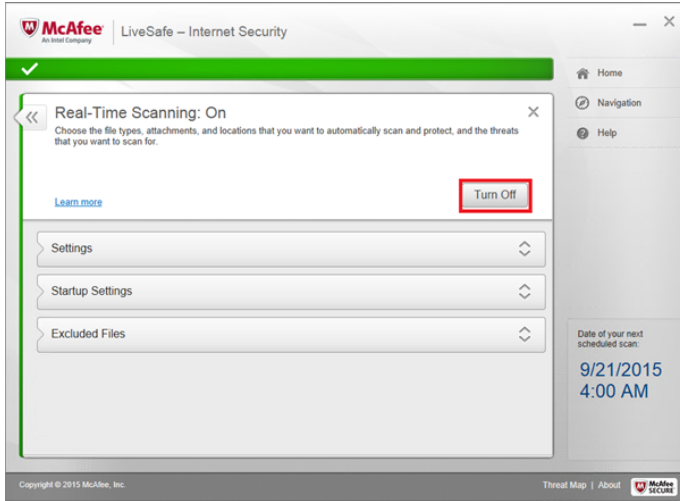 McAfee
An Intel Company
LiveSafe – Internet Security
Home
Navigation
Help
Real-Time Scanning: On
Choose the file types, attachments, and locations that you want to automatically scan and protect, and the threats
that you want to scan for.
Learn more
Turn Off
Settings
Startup Settings
Excluded Files
Date of your next
scheduled scan:
9/21/2015
4:00 AM
Copyright © 2015 McAfee, Inc.
Threat Map | About
McAfee
SECURE